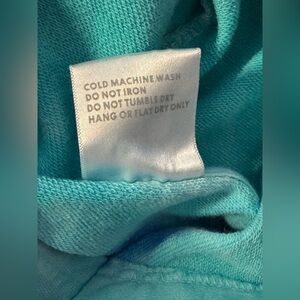 COLD MACHINE WASH
DO NOT IRON
DO NOT TUMBLE DRY
HANG OR FLAT DRY ONLY